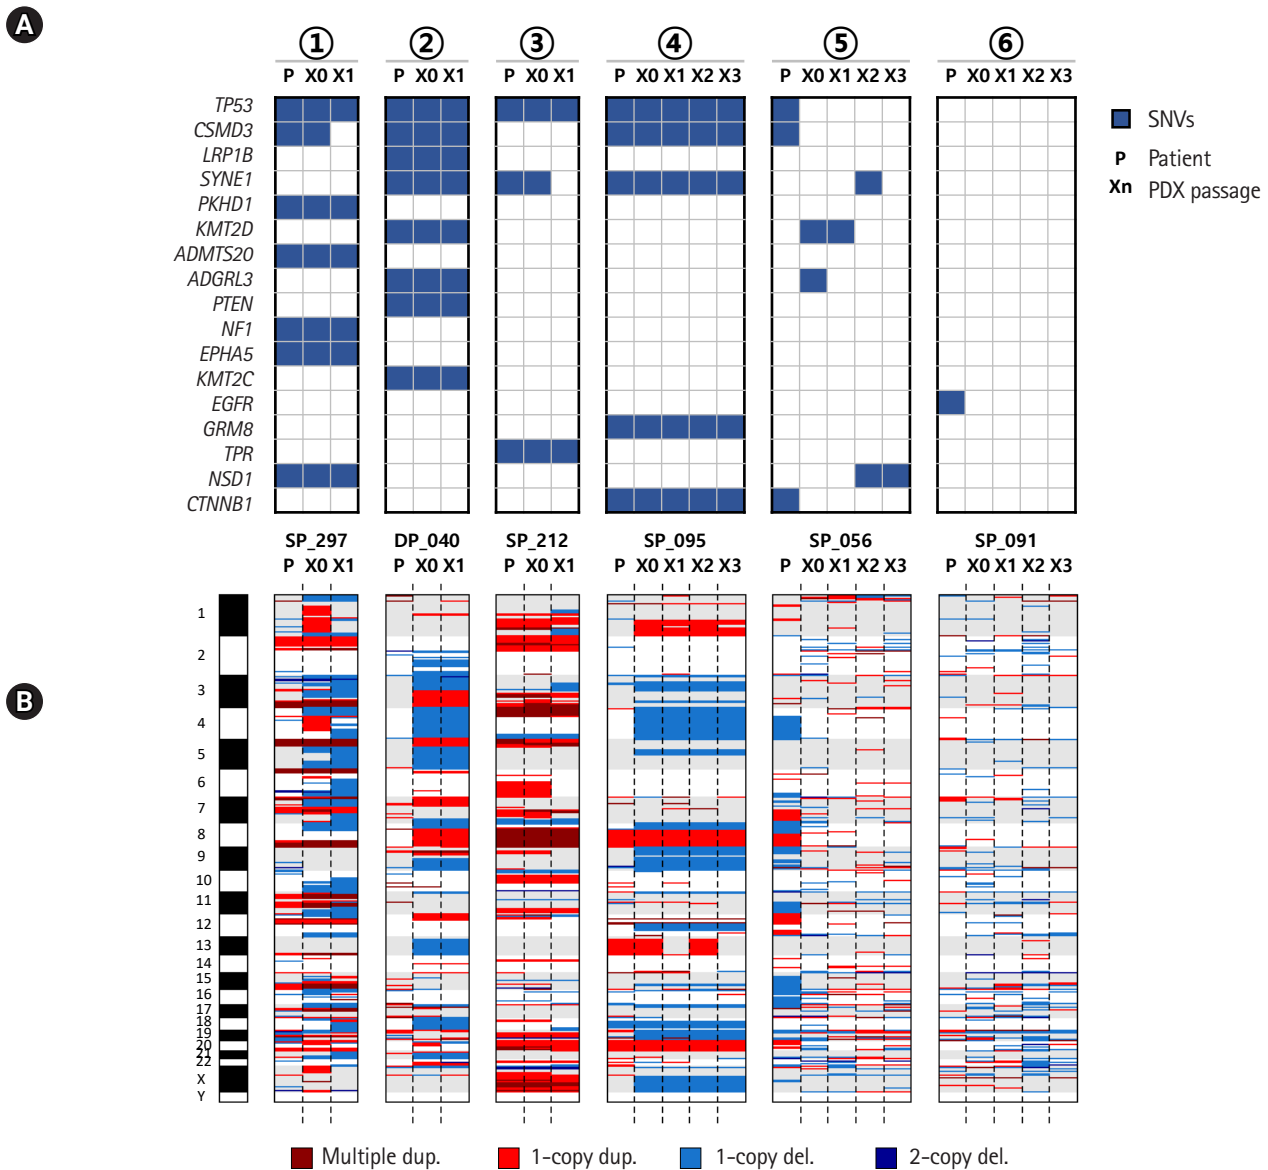 A
① ② ③ ④ ⑤ ⑥
P X0 X1 P X0 X1 P X0 X1 P X0 X1 X2 X3 P X0 X1 X2 X3 P X0 X1 X2 X3
TP53
CSMD3
LRP1B
SYNE1
PKHD1
KMT2D
ADMTS20
ADGRL3
PTEN
NF1
EPHA5
KMT2C
EGFR
GRM8
TPR
NSD1
CTNNB1
SNVs
P Patient
Xn PDX passage
SP_297 DP_040 SP_212 SP_095 SP_056 SP_091
P X0 X1 P X0 X1 P X0 X1 P X0 X1 X2 X3 P X0 X1 X2 X3 P X0 X1 X2 X3
B
1
2
3
4
5
6
7
8
9
10
11
12
13
14
15
16
17
18
19
20
21
22
X
Y
Multiple dup. 1-copy dup. 1-copy del. 2-copy del.